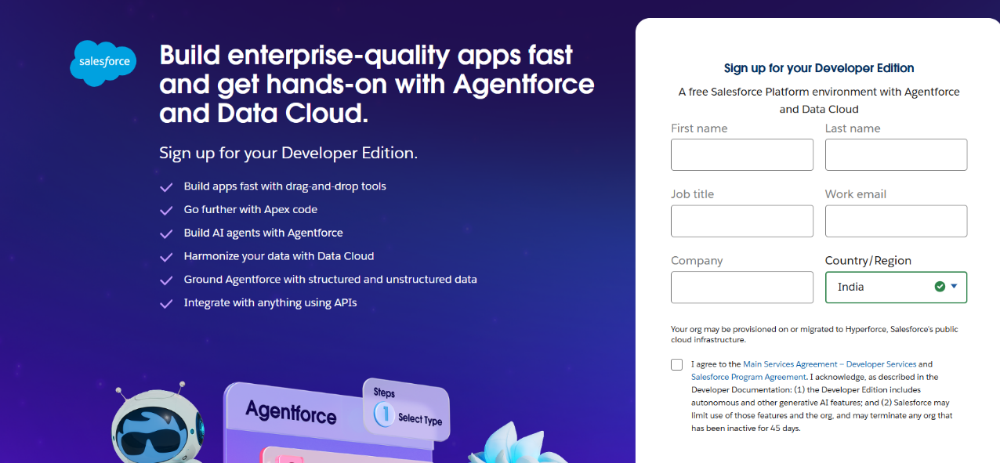 salesforce
Build enterprise-quality apps fast
and get hands-on with Agentforce
and Data Cloud.
Sign up for your Developer Edition.
Build apps fast with drag-and-drop tools
Go further with Apex code
Build AI agents with Agentforce
Harmonize your data with Data Cloud
Ground Agentforce with structured and unstructured data
Integrate with anything using APIs
Agentforce
Steps
1 Select Type
Sign up for your Developer Edition
A free Salesforce Platform environment with Agentforce
and Data Cloud
First name
Last name
Job title
Work email
Company
Country/Region
India
Your org may be provisioned on or migrated to Hyperforce, Salesforce's public
cloud infrastructure.
I agree to the Main Services Agreement – Developer Services and
Salesforce Program Agreement. I acknowledge, as described in the
Developer Documentation: (1) the Developer Edition includes
autonomous and other generative AI features; and (2) Salesforce may
limit use of those features and the org, and may terminate any org that
has been inactive for 45 days.